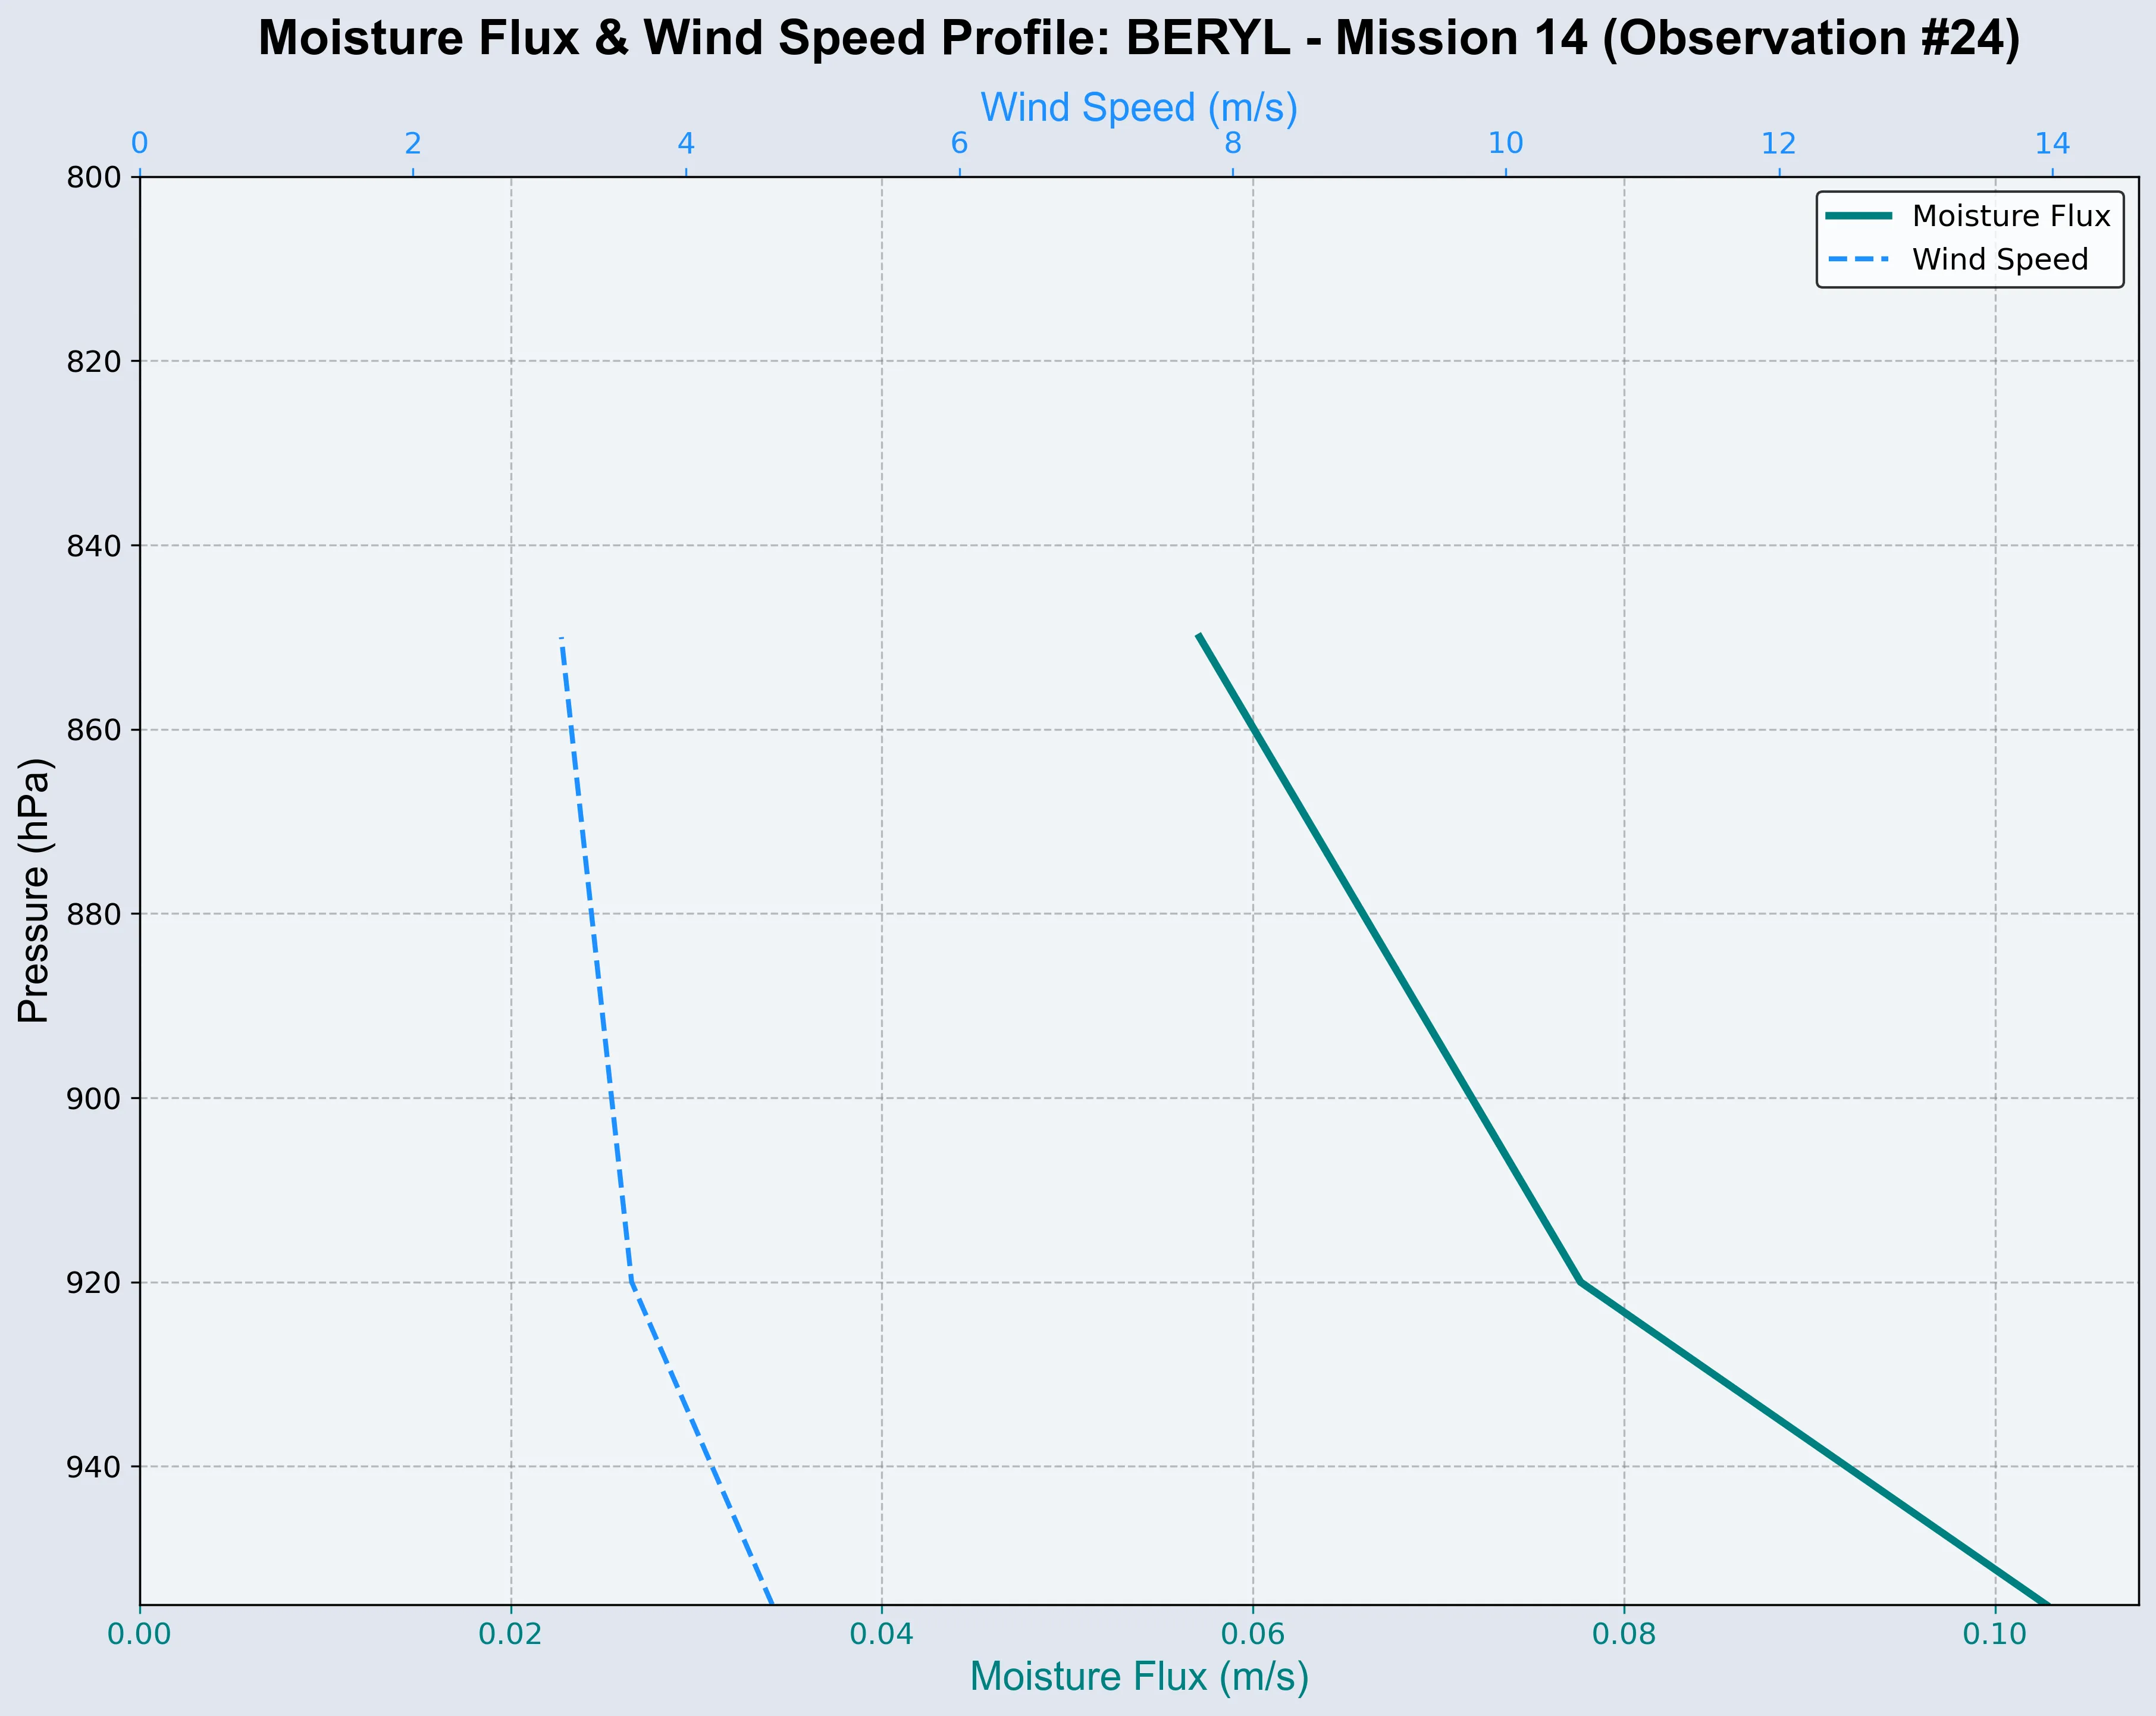 Moisture Flux & Wind Speed Profile: BERYL - Mission 14 (Observation #24)
Wind Speed (m/s)
0 2 4 6 8 10 12 14
Moisture Flux
Wind Speed
800
820
840
860
880
900
920
940
Pressure (hPa)
0.00 0.02 0.04 0.06 0.08 0.10
Moisture Flux (m/s)